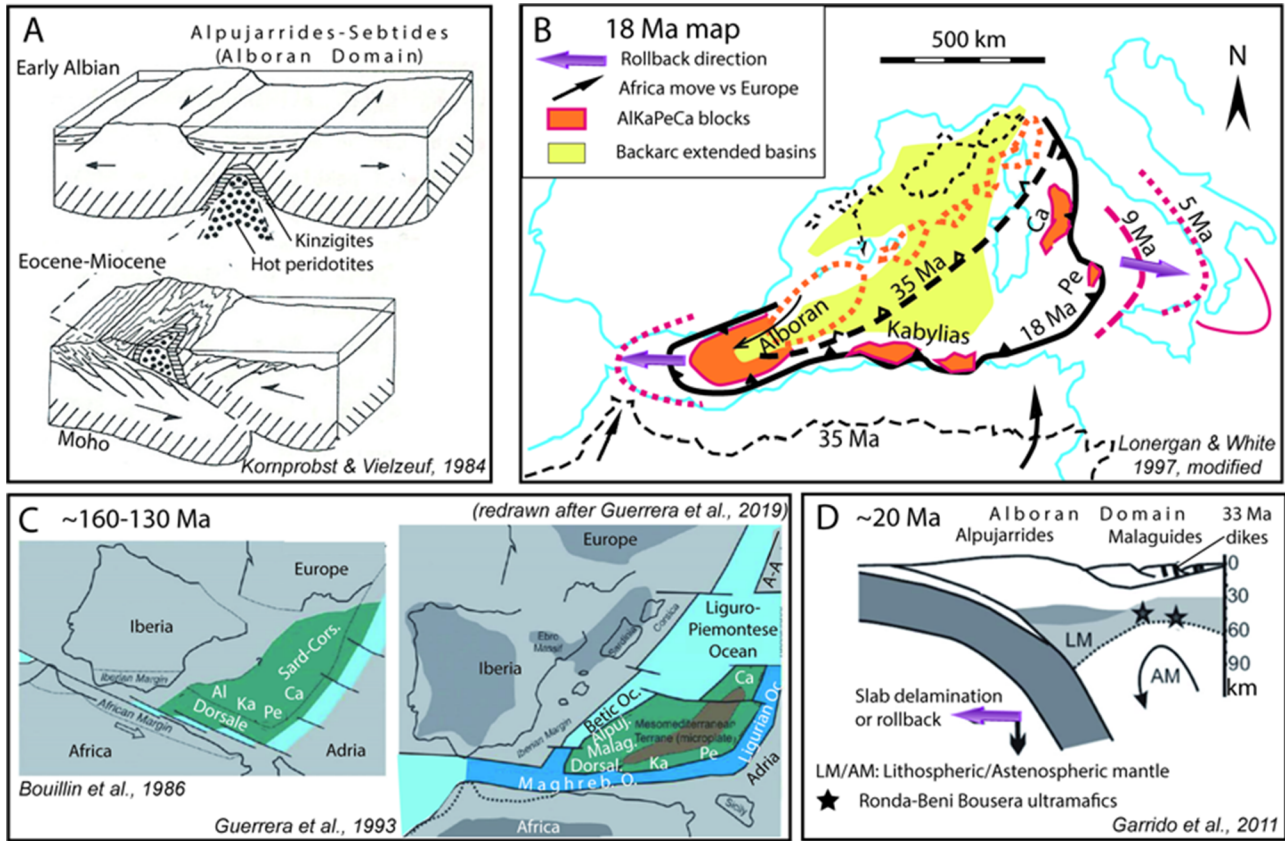 A
Alpujarrides-Sebtides
(Alboran Domain)
Early Albian
Kinzigites
Hot peridotites
Eocene-Miocene
Moho
Kornprobst & Vielzeuf, 1984
B
18 Ma map
Rollback direction
Africa move vs Europe
AlKaPeCa blocks
Backarc extended basins
500 km
N
5 Ma
9 Ma
Ca
Pe
35 Ma
18 Ma
Alboran
Kabylias
35 Ma
Lonergan & White
1997, modified
C
~160-130 Ma
(redrawn after Guerrera et al., 2019)
Europe
Iberia
Sard-Cors.
?
Iberian Margin
Al
Ka
Pe
Ca
Dorsale
African Margin
Africa
Adria
Bouillin et al., 1986
Guerrera et al., 1993
Europe
A-A
Liguro-
Piemontese
Ocean
Corsica
Sardinia
Ebro
Massif
Iberia
Betic Oc.
Iberian Margin
Ca
Alpuj.
Malag.
Dorsal.
Mesomediterranean
Terrane (microplate)
Ka
Pe
Ligurian Oc.
Adria
Maghreb. O.
Sicily
Africa
D
~20 Ma
Alboran Domain
Alpujarrides Malaguides
33 Ma
dikes
0
30
60
90
km
LM
AM
Slab delamination
or rollback
LM/AM: Lithospheric/Astenospheric mantle
Ronda-Beni Bousera ultramafics
Garrido et al., 2011